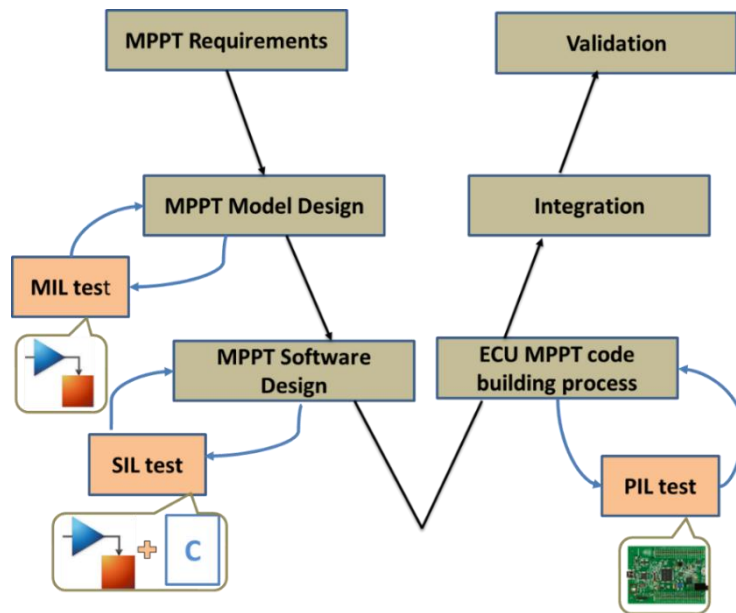 MPPT Requirements
Validation
MPPT Model Design
Integration
MIL test
MPPT Software
Design
ECU MPPT code
building process
SIL test
PIL test
C